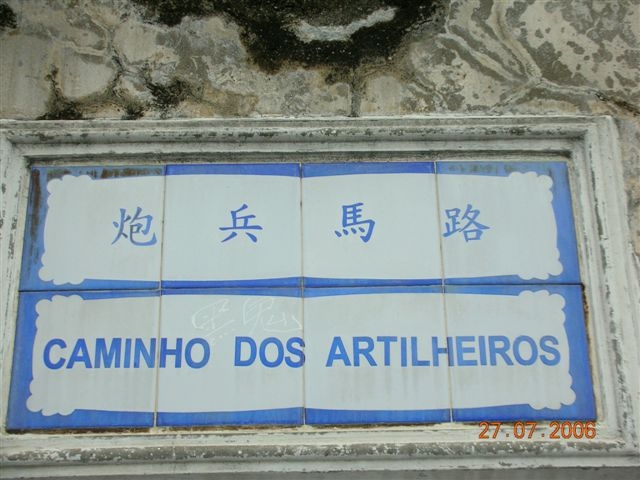 炮兵馬路
CAMINHO DOS ARTILHEIROS
27.07.2006